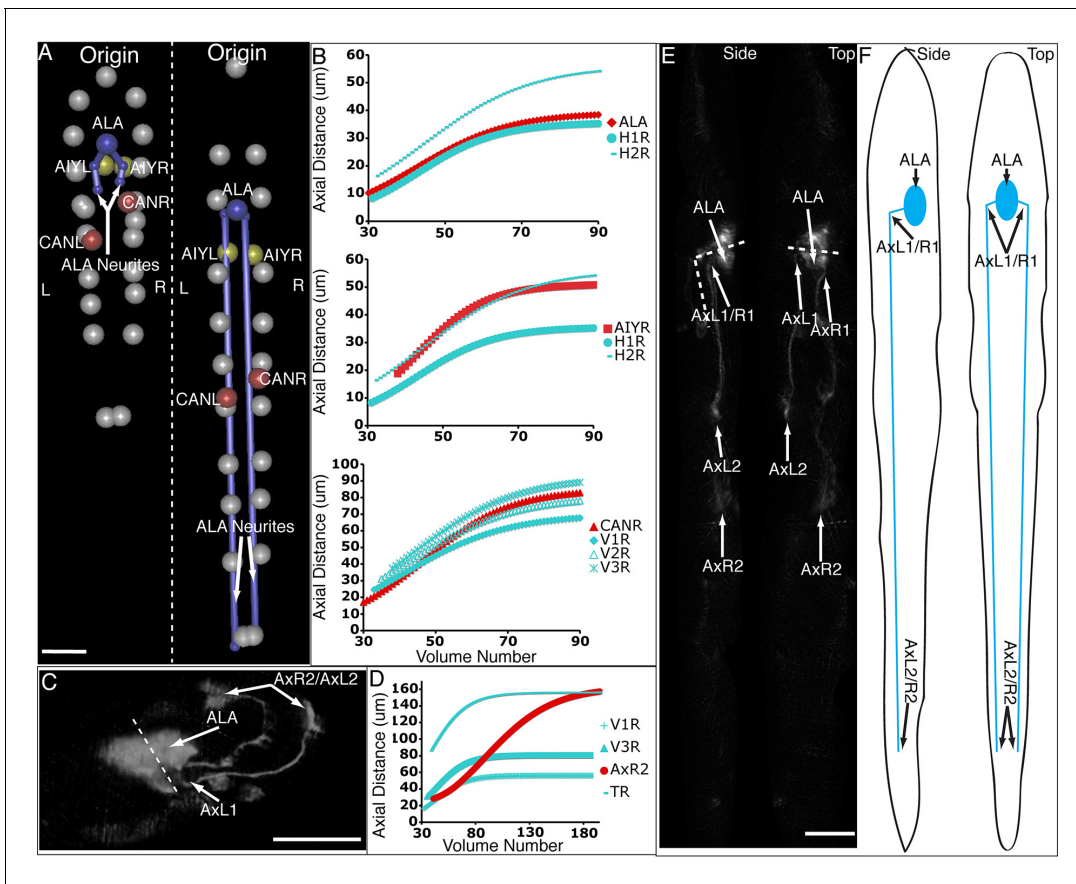 A
Origin
Origin
ALA
AIYL
AIYR
CANR
CANL
ALA Neurites
L
R
ALA
AIYL
AIYR
L
R
CANR
CANL
ALA Neurites
B
Axial Distance (um)
60
50
40
30
20
10
0
30
50
70
90
ALA
H1R
H2R
Axial Distance (um)
60
50
40
30
20
10
0
30
50
70
90
AIYR
H1R
H2R
Axial Distance (um)
100
90
80
70
60
50
40
30
20
10
0
30
50
70
90
Volume Number
CANR
V1R
V2R
V3R
C
AxR2/AxL2
ALA
AxL1
D
Axial Distance (um)
160
140
120
100
80
60
40
20
0
30
80
130
180
Volume Number
V1R
V3R
AxR2
TR
E
Side
Top
ALA
ALA
AxL1/R1
AxL1
AxR1
AxL2
AxL2
AxR2
AxR2
F
Side
Top
ALA
ALA
AxL1/R1
AxL1/R1
AxL2/R2
AxL2/R2